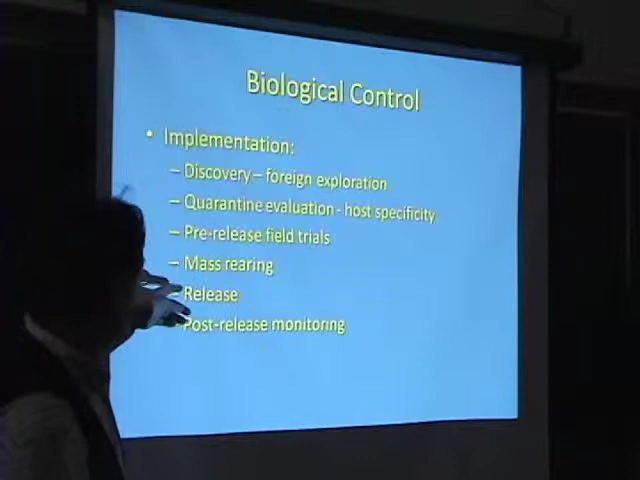 Biological Control
• Implementation:
– Discovery – foreign exploration
– Quarantine evaluation - host specificity
– Pre-release field trials
– Mass rearing
– Release
– Post-release monitoring